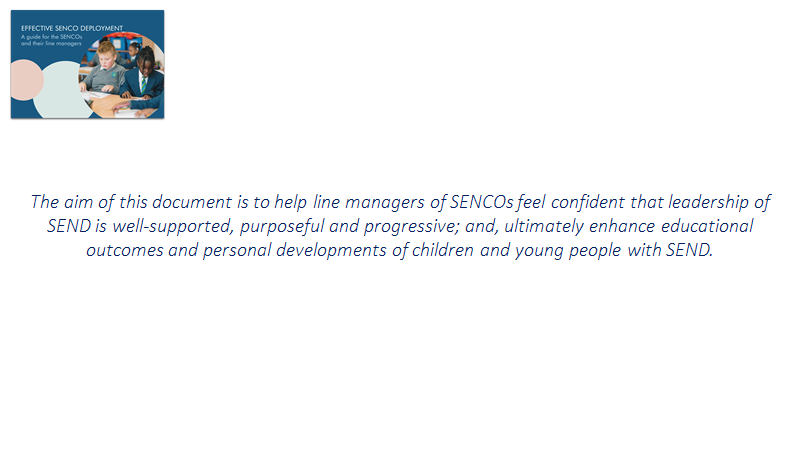 EFFECTIVE SENCO DEPLOYMENT
A guide for the SENCOs
and their line managers
The aim of this document is to help line managers of SENCOs feel confident that leadership of
SEND is well-supported, purposeful and progressive; and, ultimately enhance educational
outcomes and personal developments of children and young people with SEND.